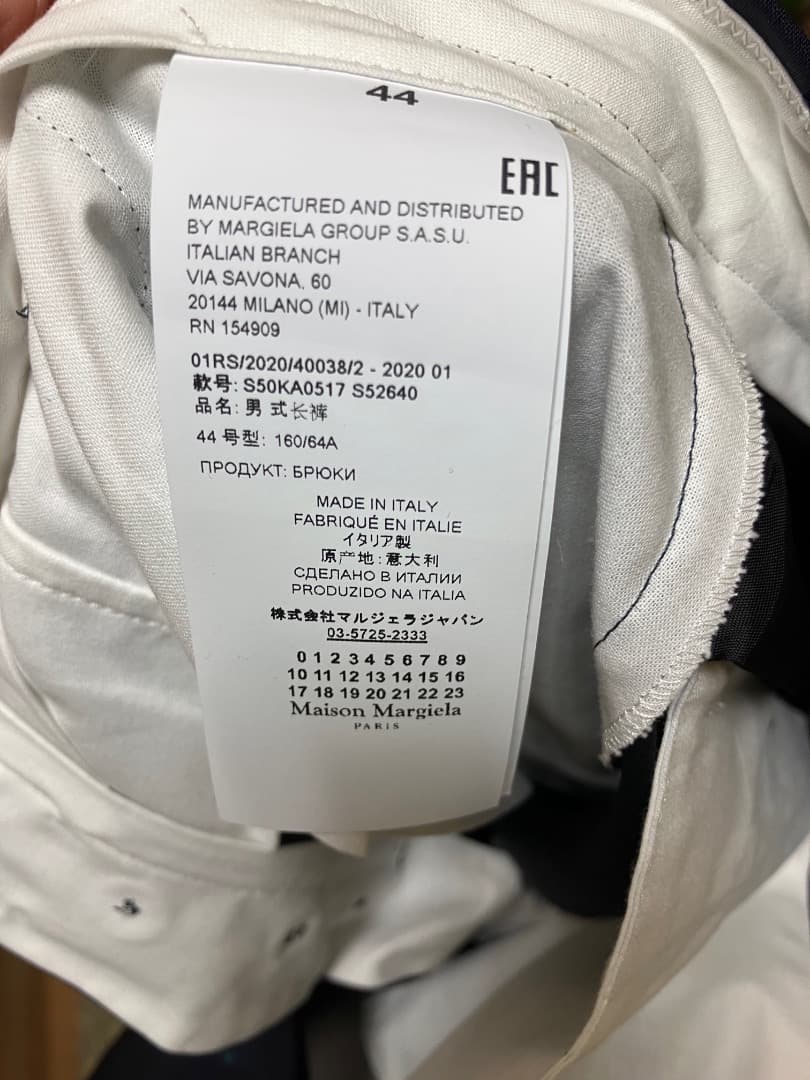 44
EAC
MANUFACTURED AND DISTRIBUTED
BY MARGIELA GROUP S.A.S.U.
ITALIAN BRANCH
VIA SAVONA, 60
20144 MILANO (MI) - ITALY
RN 154909
01RS/2020/40038/2 - 2020 01
款号: S50KA0517 S52640
品名: 男 式长裤
44 号型: 160/64A
ПРОДУКТ: БРЮКИ
MADE IN ITALY
FABRIQUÉ EN ITALIE
イタリア製
原产地: 意大利
СДЕЛАНО В ИТАЛИИ
PRODUZIDO NA ITALIA
株式会社マルジェラジャパン
03-5725-2333
0 1 2 3 4 5 6 7 8 9
10 11 12 13 14 15 16
17 18 19 20 21 22 23
Maison Margiela
PARIS